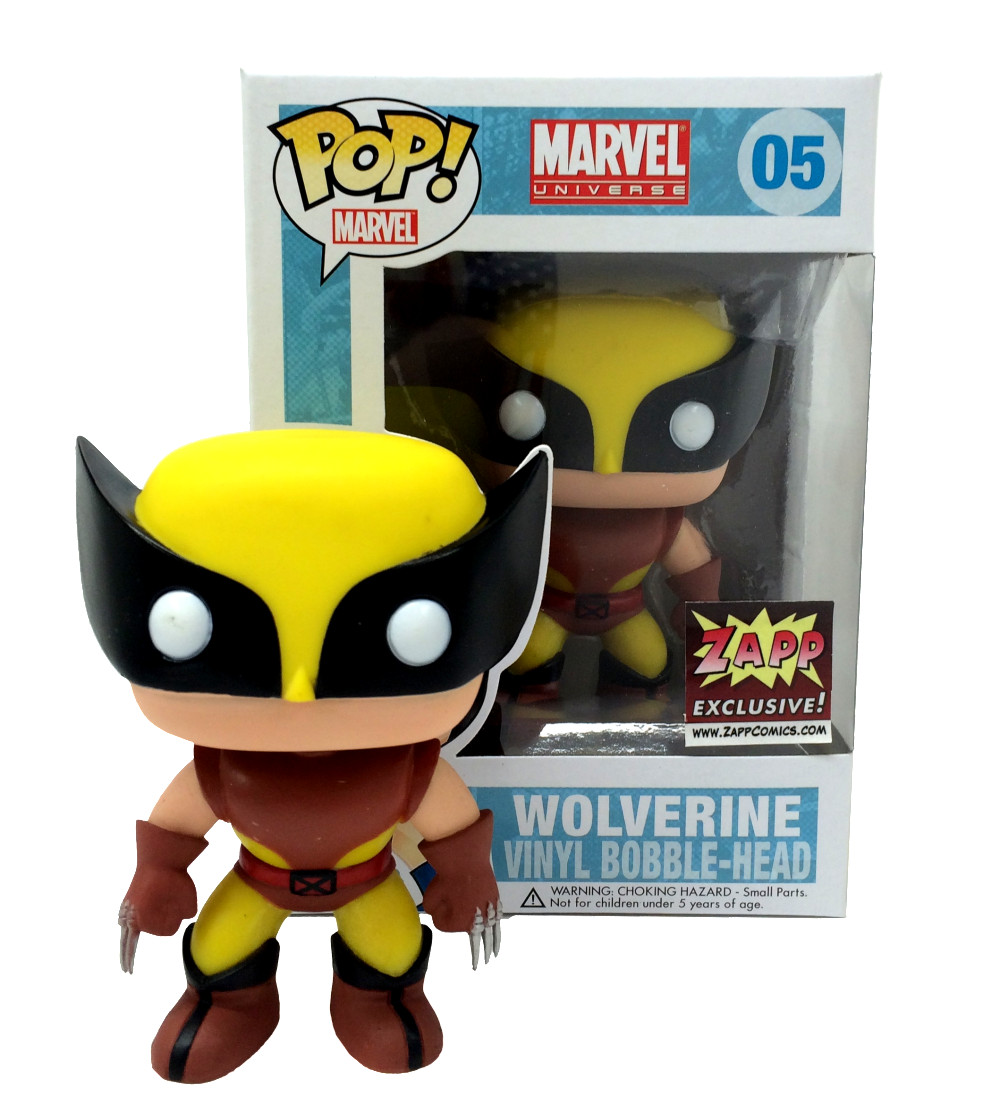 POP!
MARVEL
MARVEL®
UNIVERSE
05
ZAPP
EXCLUSIVE!
WWW.ZAPPCOMICS.COM
WOLVERINE
VINYL BOBBLE-HEAD
WARNING: CHOKING HAZARD - Small Parts.
Not for children under 5 years of age.